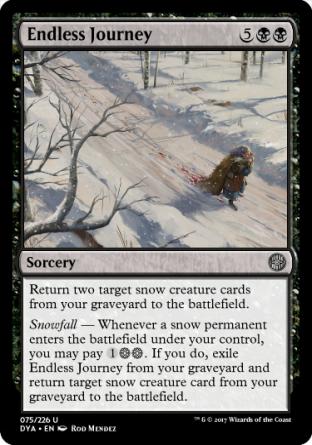 Endless Journey 5
Sorcery
Return two target snow creature cards
from your graveyard to the battlefield.
Snowfall — Whenever a snow permanent
enters the battlefield under your control,
you may pay 1. If you do, exile
Endless Journey from your graveyard and
return target snow creature card from your
graveyard to the battlefield.
075/226 U
DYA • EN Rod Mendez
™ & © 2017 Wizards of the Coast